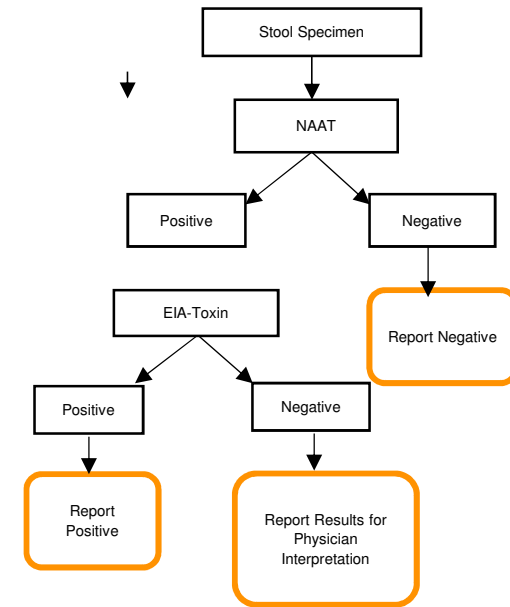 Stool Specimen
NAAT
Positive
Negative
Report Negative
EIA-Toxin
Positive
Negative
Report
Positive
Report Results for
Physician
Interpretation